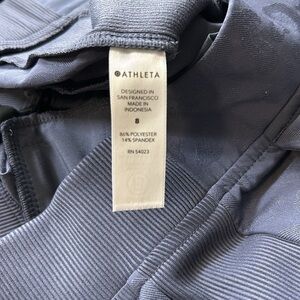 ATHLETA
DESIGNED IN
SAN FRANCISCO
MADE IN
INDONESIA
8
86% POLYESTER
14% SPANDEX
RN 54023